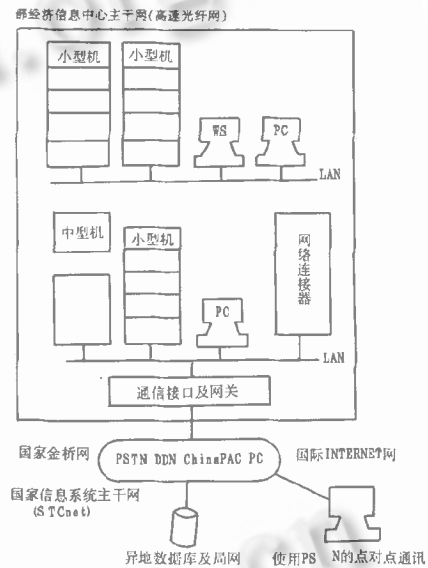 部经济信息中心主干网(高速光纤网)
小型机 小型机
WS PC
LAN
中型机 小型机
网络连接器
PC
LAN
通信接口及网关
国家金桥网 PSTN DDN ChinaPAC PC 国际INTERNET网
国家信息系统主干网
(STCnet)
异地数据库及局网 使用PS N的点对点通讯